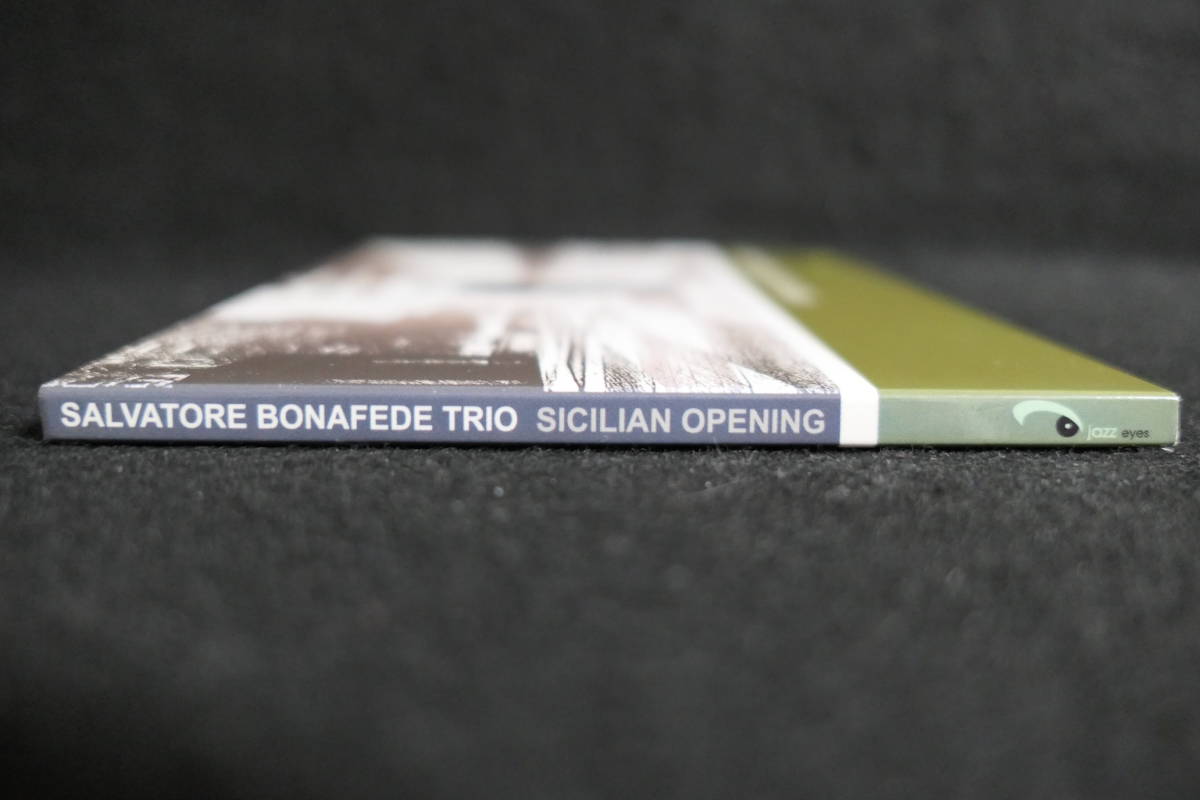 SALVATORE BONAFEDE TRIO SICILIAN OPENING
jazz eyes